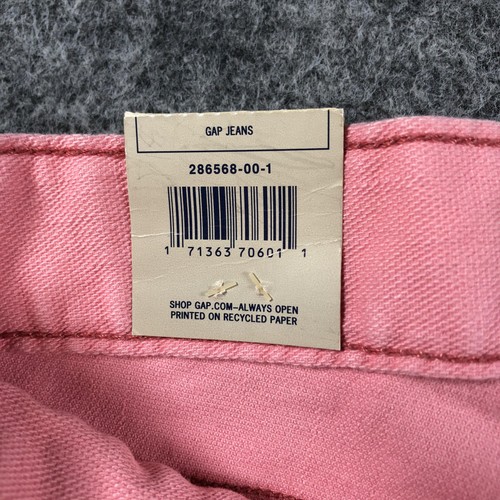 GAP JEANS
286568-00-1
1 71363 70601 1
SHOP GAP.COM—ALWAYS OPEN
PRINTED ON RECYCLED PAPER